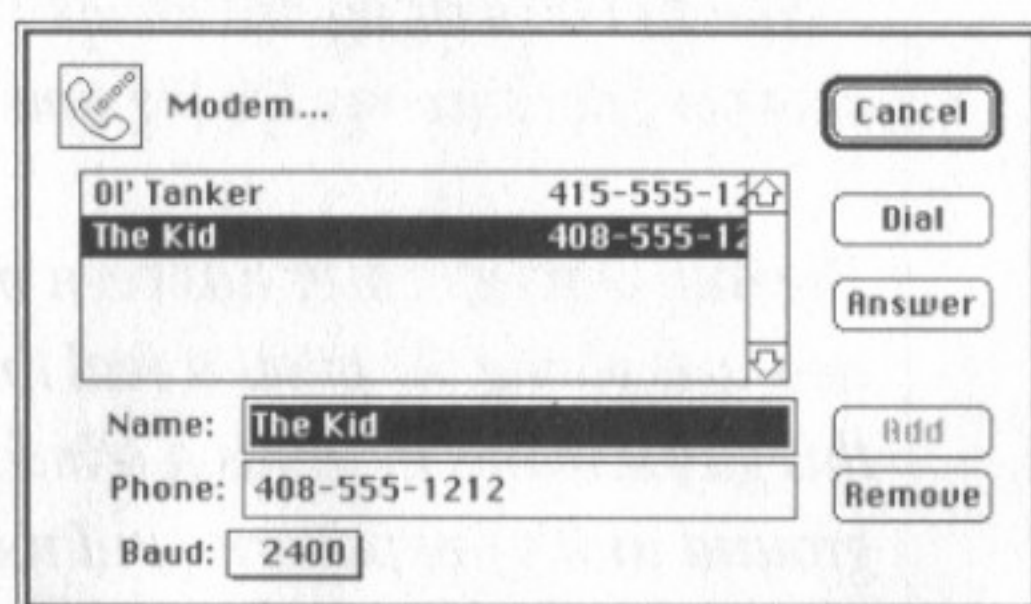 Modem...
Cancel
Ol' Tanker 415-555-12
The Kid 408-555-12
Dial
Answer
Name: The Kid
Add
Phone: 408-555-1212
Remove
Baud: 2400